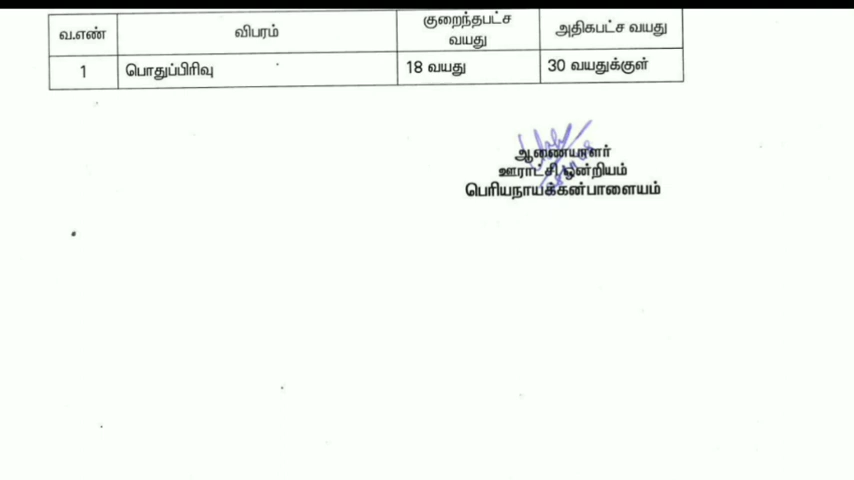 வ.எண் விபரம் குறைந்தபட்ச வயது அதிகபட்ச வயது
1 பொதுப்பிரிவு 18 வயது 30 வயதுக்குள்
ஆணையாளர்
ஊராட்சி ஒன்றியம்
பெரியநாயக்கன்பாளையம்